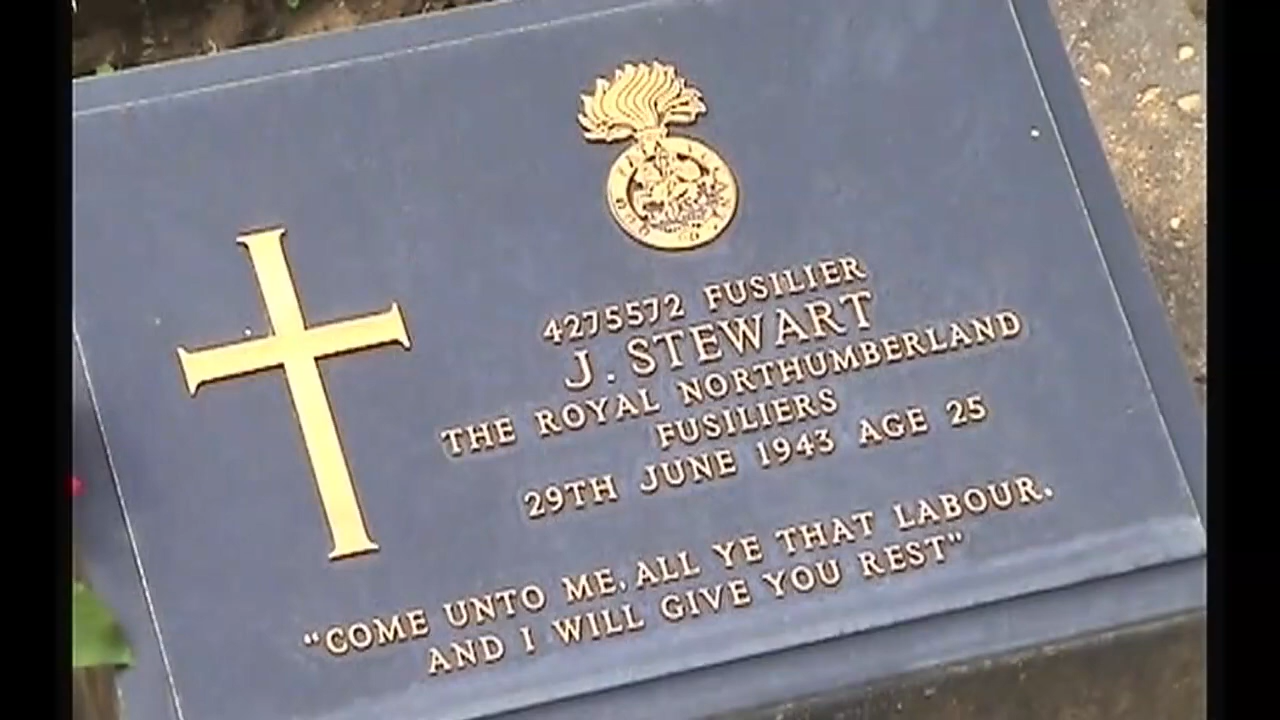 4275572 FUSILIER
J. STEWART
THE ROYAL NORTHUMBERLAND
FUSILIERS
29TH JUNE 1943 AGE 25
"COME UNTO ME, ALL YE THAT LABOUR.
AND I WILL GIVE YOU REST"